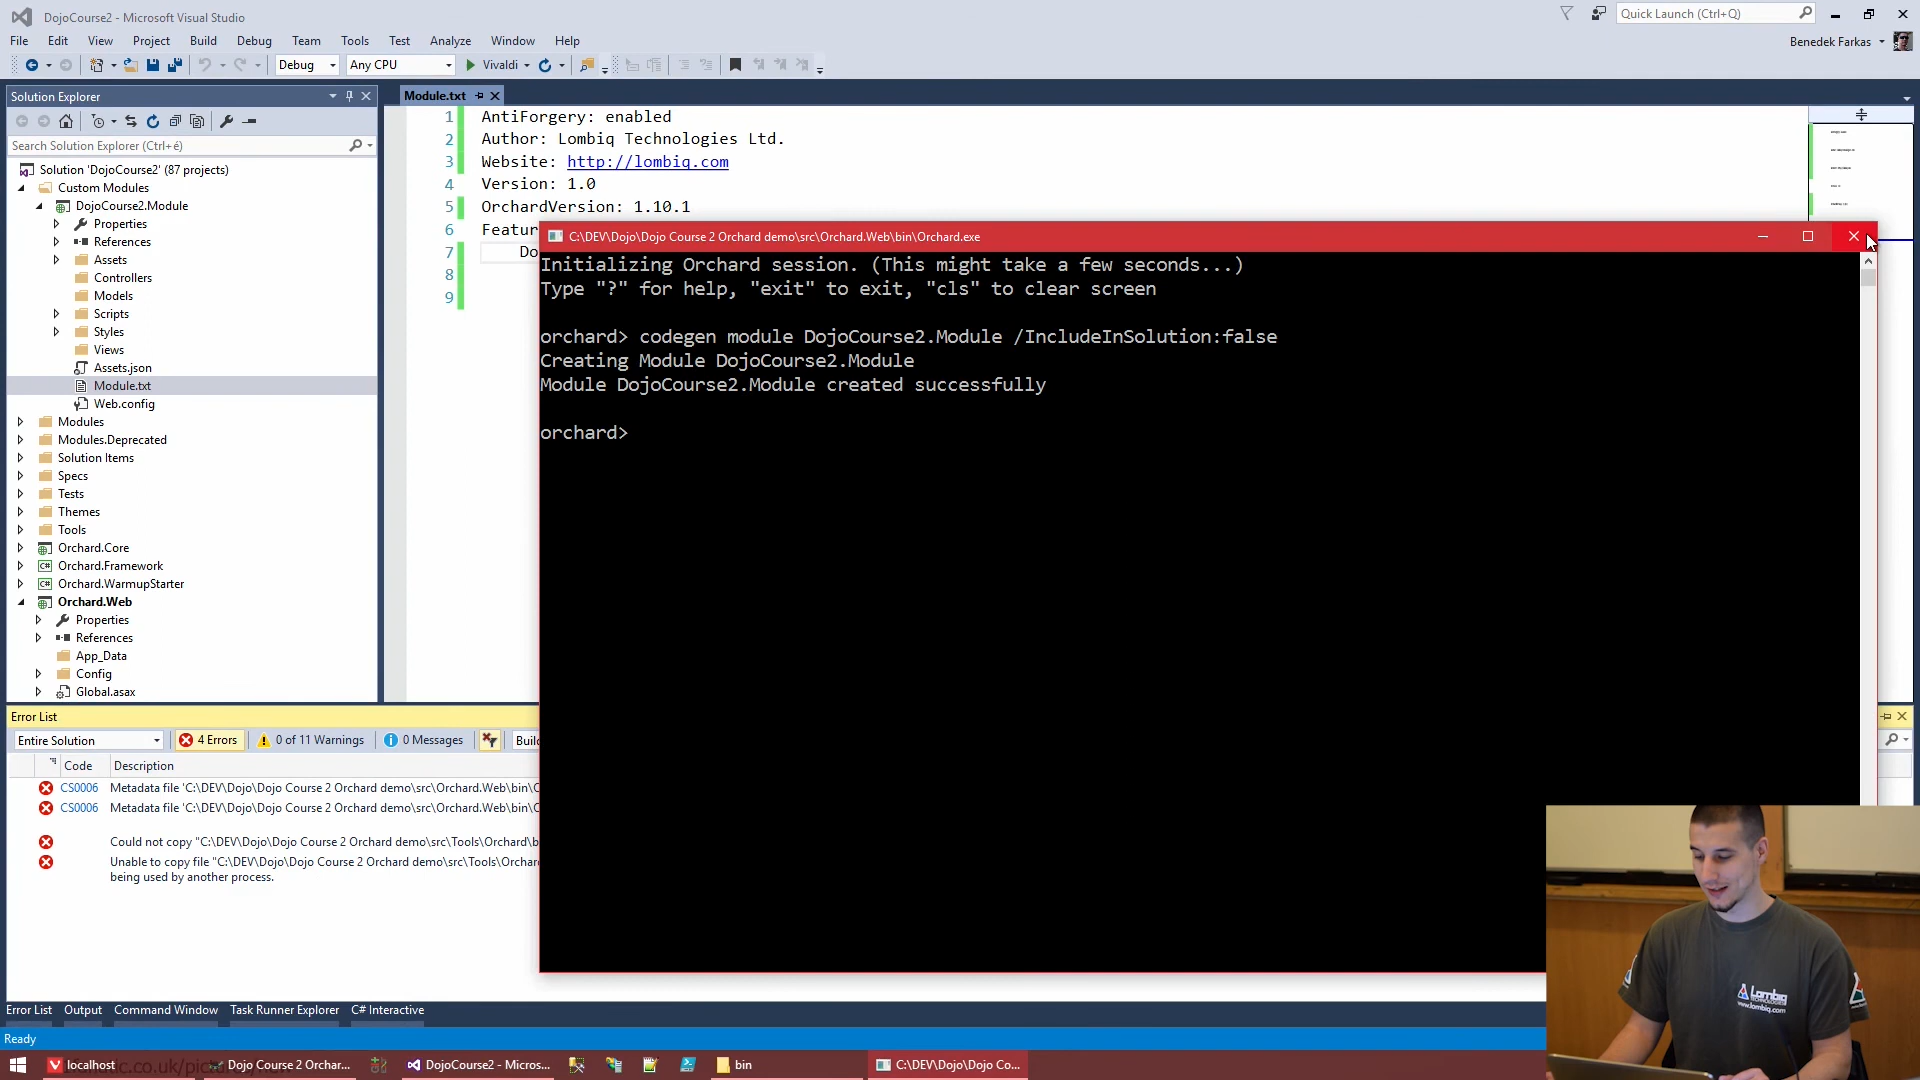 DojoCourse2 - Microsoft Visual Studio
Quick Launch (Ctrl+Q)
File Edit View Project Build Debug Team Tools Test Analyze Window Help
Benedek Farkas
Debug Any CPU Vivaldi
Solution Explorer
Search Solution Explorer (Ctrl+é)
Solution 'DojoCourse2' (87 projects)
Custom Modules
DojoCourse2.Module
Properties
References
Assets
Controllers
Models
Scripts
Styles
Views
Assets.json
Module.txt
Web.config
Modules
Modules.Deprecated
Solution Items
Specs
Tests
Themes
Tools
Orchard.Core
Orchard.Framework
Orchard.WarmupStarter
Orchard.Web
Properties
References
App_Data
Config
Global.asax
Module.txt
1 AntiForgery: enabled
2 Author: Lombiq Technologies Ltd.
3 Website: http://lombiq.com
4 Version: 1.0
5 OrchardVersion: 1.10.1
6 Featur
7 Do
8
9
C:\DEV\Dojo\Dojo Course 2 Orchard demo\src\Orchard.Web\bin\Orchard.exe
Initializing Orchard session. (This might take a few seconds...)
Type "?" for help, "exit" to exit, "cls" to clear screen
orchard> codegen module DojoCourse2.Module /IncludeInSolution:false
Creating Module DojoCourse2.Module
Module DojoCourse2.Module created successfully
orchard>
Error List
Entire Solution 4 Errors 0 of 11 Warnings 0 Messages Build
Code Description
CS0006 Metadata file 'C:\DEV\Dojo\Dojo Course 2 Orchard demo\src\Orchard.Web\bin\O
CS0006 Metadata file 'C:\DEV\Dojo\Dojo Course 2 Orchard demo\src\Orchard.Web\bin\O
Could not copy "C:\DEV\Dojo\Dojo Course 2 Orchard demo\src\Tools\Orchard\b
Unable to copy file "C:\DEV\Dojo\Dojo Course 2 Orchard demo\src\Tools\Orchard
being used by another process.
Error List Output Command Window Task Runner Explorer C# Interactive
Ready
localhost Dojo Course 2 Orchar... DojoCourse2 - Micros... bin C:\DEV\Dojo\Dojo Co...
Lombiq
TECHNOLOGIES
www.lombiq.com